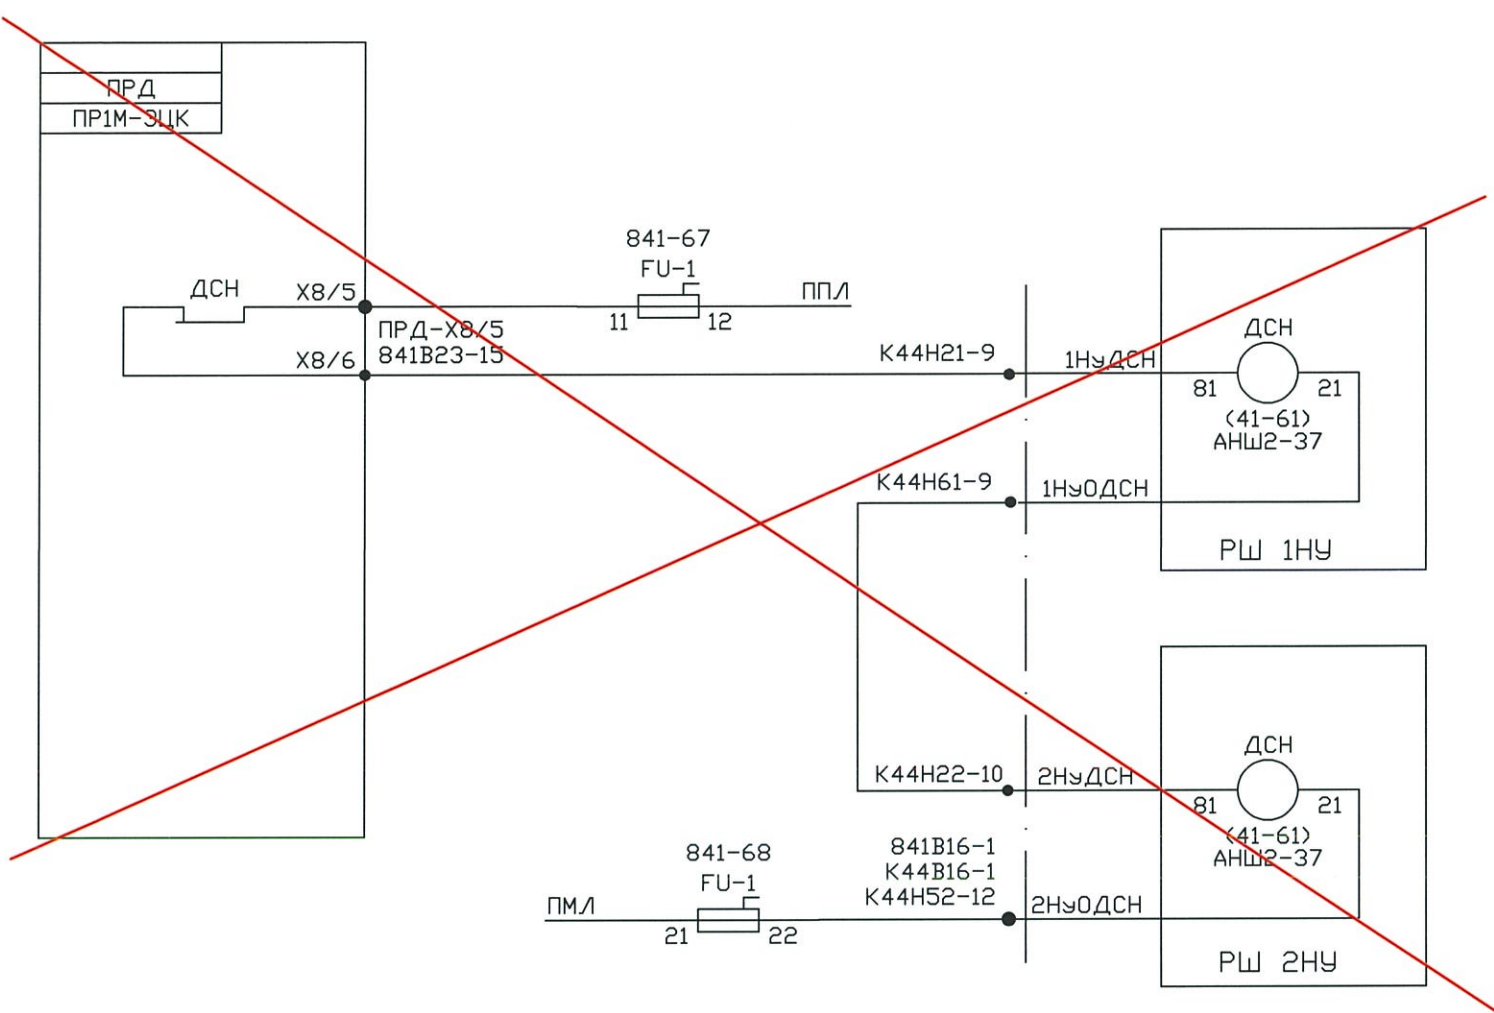 ПРД
ПР1М-ЭЦК
841-67
FU-1
ДСН
Х8/5
ППЛ
11
12
ПРД-Х8/5
841В23-15
Х8/6
К44Н21-9
1НуДСН
ДСН
81
21
(41-61)
АНШ2-37
К44Н61-9
1НуОДСН
РШ 1НУ
К44Н22-10
2НуДСН
ДСН
81
21
(41-61)
АНШ2-37
841-68
FU-1
841В16-1
К44В16-1
К44Н52-12
ПМЛ
21
22
2НуОДСН
РШ 2НУ